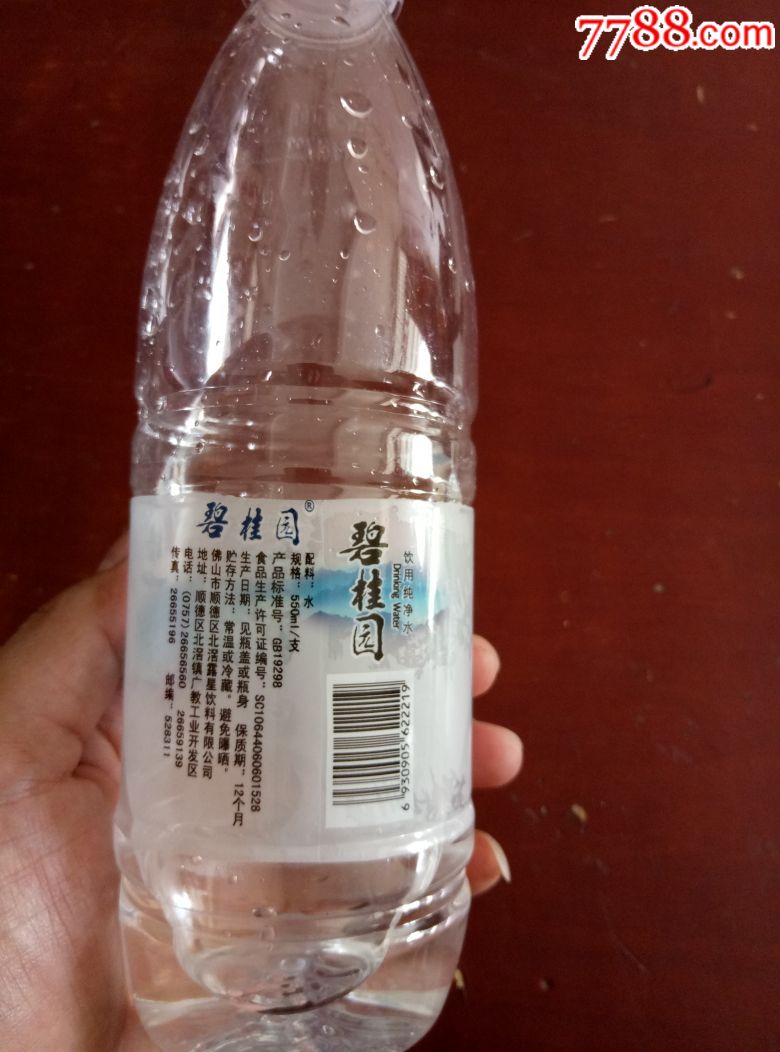 7788.com
碧桂园®
配料：水
规格：550ml/支
产品标准号：GB19298
食品生产许可证编号：SC10644060601528
生产日期：见瓶盖或瓶身 保质期：12个月
贮存方法：常温或冷藏。避免曝晒。
佛山市顺德区北滘露星饮料有限公司
地址：顺德区北滘镇广教工业开发区
电话：(0757)26656560 26659139
传真：26655196 邮编：528311
饮用纯净水
Drinking Water
碧桂园
6930905622219